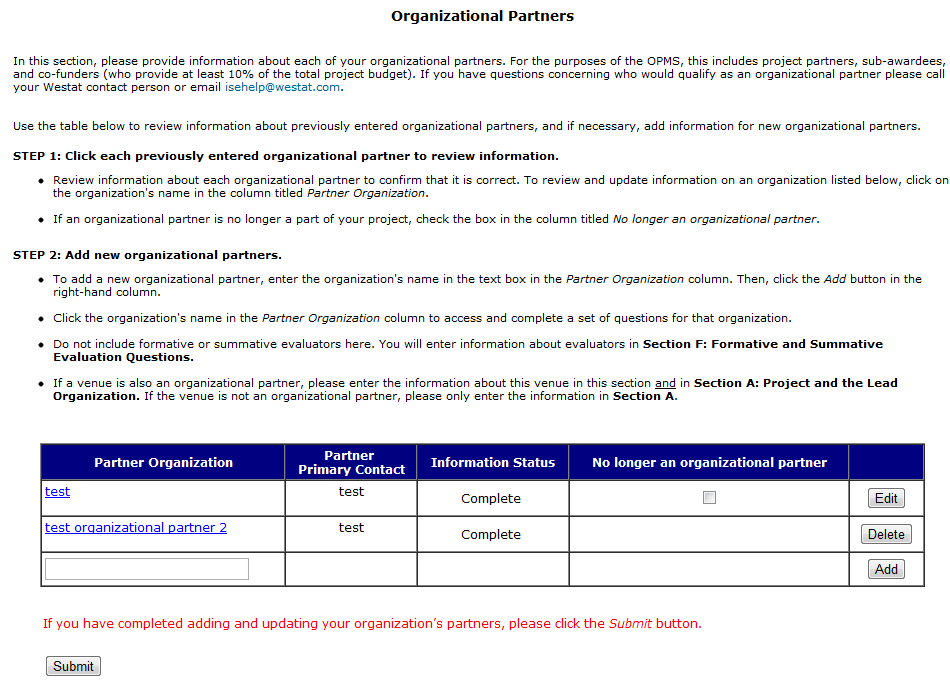 Organizational Partners
In this section, please provide information about each of your organizational partners. For the purposes of the OPMS, this includes project partners, sub-awardees,
and co-funders (who provide at least 10% of the total project budget). If you have questions concerning who would qualify as an organizational partner please call
your Westat contact person or email isehelp@westat.com.
Use the table below to review information about previously entered organizational partners, and if necessary, add information for new organizational partners.
STEP 1: Click each previously entered organizational partner to review information.
• Review information about each organizational partner to confirm that it is correct. To review and update information on an organization listed below, click on
the organization's name in the column titled Partner Organization.
• If an organizational partner is no longer a part of your project, check the box in the column titled No longer an organizational partner.
STEP 2: Add new organizational partners.
• To add a new organizational partner, enter the organization's name in the text box in the Partner Organization column. Then, click the Add button in the
right-hand column.
• Click the organization's name in the Partner Organization column to access and complete a set of questions for that organization.
• Do not include formative or summative evaluators here. You will enter information about evaluators in Section F: Formative and Summative
Evaluation Questions.
• If a venue is also an organizational partner, please enter the information about this venue in this section and in Section A: Project and the Lead
Organization. If the venue is not an organizational partner, please only enter the information in Section A.
Partner Organization Partner Primary Contact Information Status No longer an organizational partner
test test Complete Edit
test organizational partner 2 test Complete Delete
Add
If you have completed adding and updating your organization's partners, please click the Submit button.
Submit